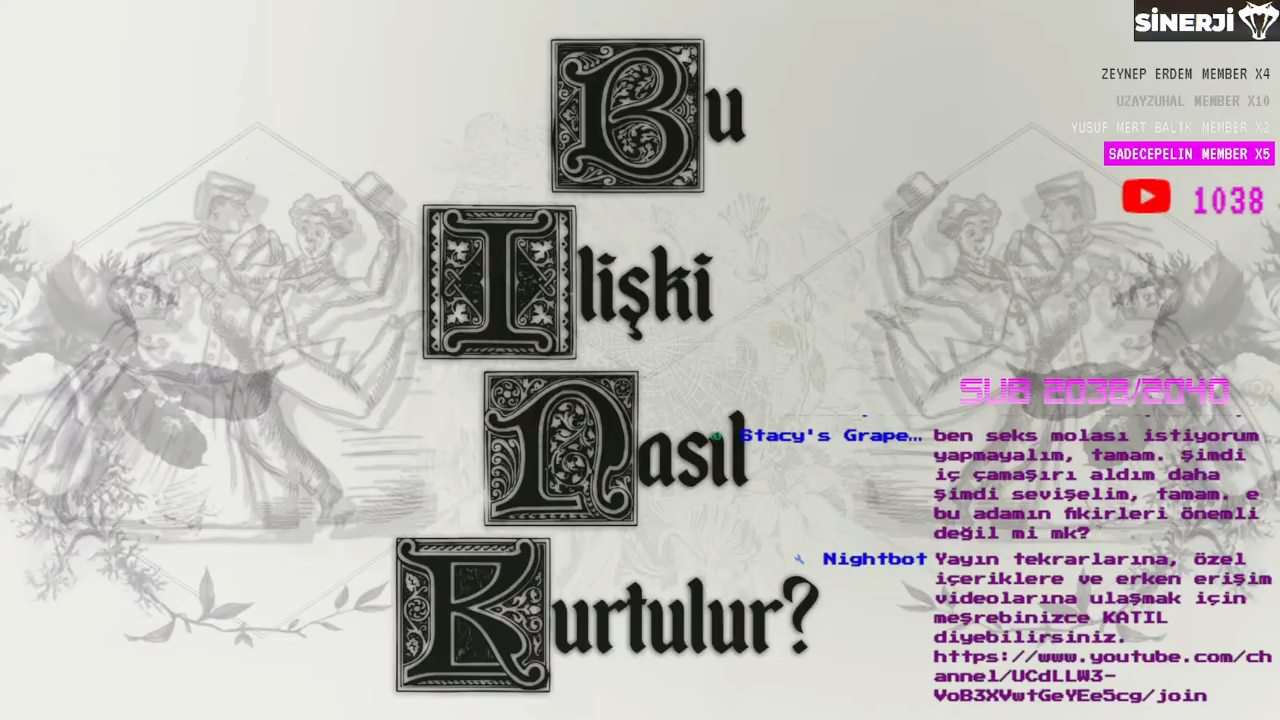 SİNERJİ
ZEYNEP ERDEM MEMBER X4
UZAYZUHAL MEMBER X10
YUSUF MERT BALIK MEMBER X2
SADECEPELIN MEMBER X5
1038
Bu
İlişki
Nasıl
Kurtulur?
SUB 2038/2040
Stacy's Grape... ben seks molası istiyorum
yapmayalım, tamam. Şimdi
iç çamaşırı aldım daha
şimdi sevişelim, tamam. e
bu adamın fikirleri önemli
değil mi mk?
Nightbot Yayın tekrarlarına, özel
içeriklere ve erken erişim
videolarına ulaşmak için
meşrebinizce KATIL
diyebilirsiniz.
https://www.youtube.com/ch
annel/UCdLLW3-
VoB3XVwtGeYEe5cg/join